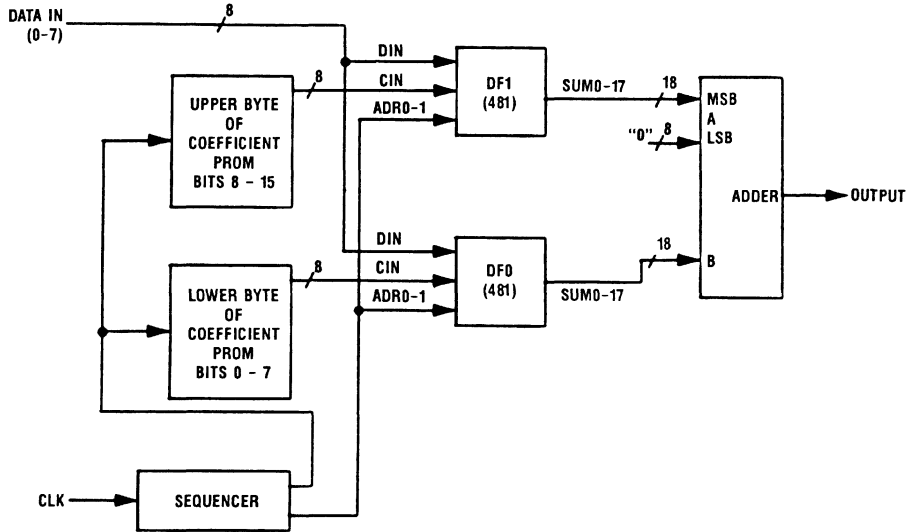 DATA IN
(0-7)
8
UPPER BYTE
OF
COEFFICIENT
PROM
BITS 8 - 15
8
DIN
CIN
ADR0-1
DF1
(481)
SUM0-17
18
"0"
8
MSB
A
LSB
ADDER
B
OUTPUT
LOWER BYTE
OF
COEFFICIENT
PROM
BITS 0 - 7
8
DIN
CIN
ADR0-1
DF0
(481)
SUM0-17
18
CLK
SEQUENCER